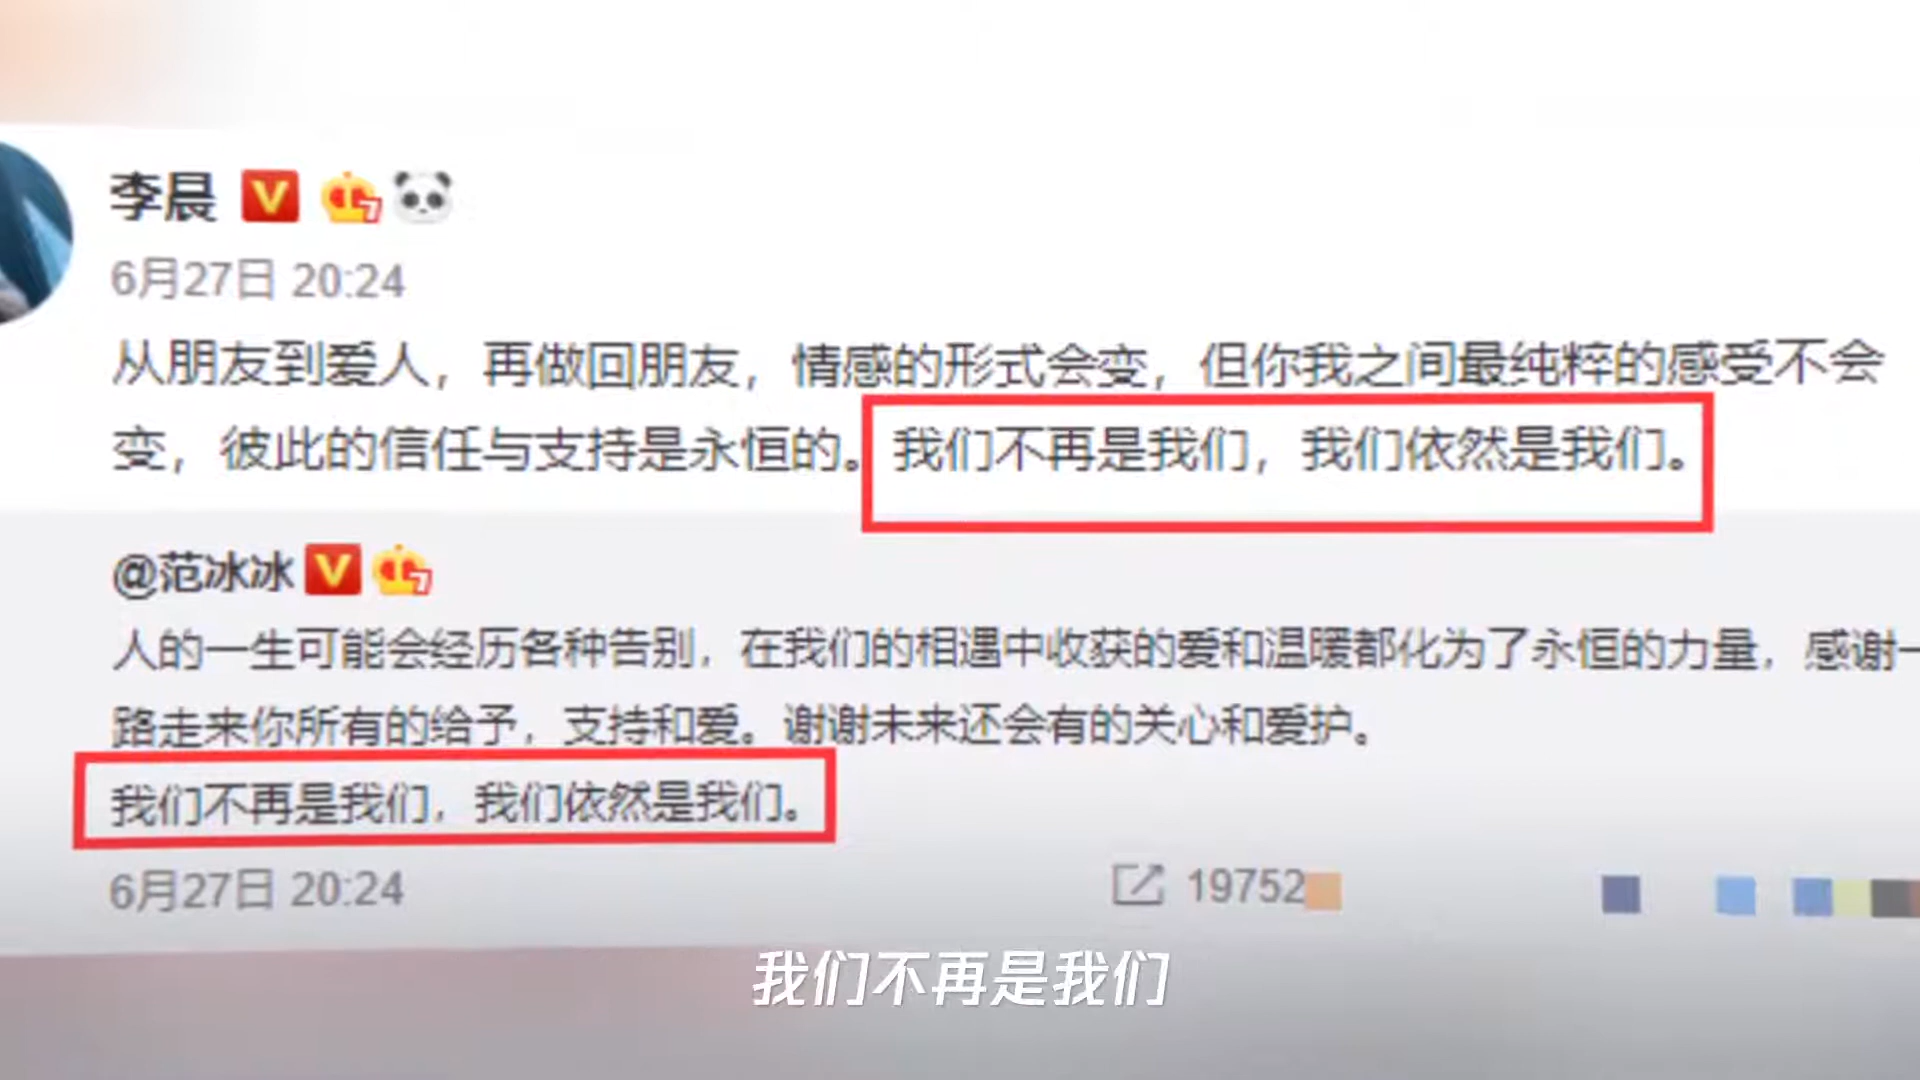 李晨
6月27日 20:24
从朋友到爱人，再做回朋友，情感的形式会变，但你我之间最纯粹的感受不会
变，彼此的信任与支持是永恒的。我们不再是我们，我们依然是我们。
@范冰冰
人的一生可能会经历各种告别，在我们的相遇中收获的爱和温暖都化为了永恒的力量，感谢一
路走来你所有的给予，支持和爱。谢谢未来还会有的关心和爱护。
我们不再是我们，我们依然是我们。
6月27日 20:24
19752
我们不再是我们